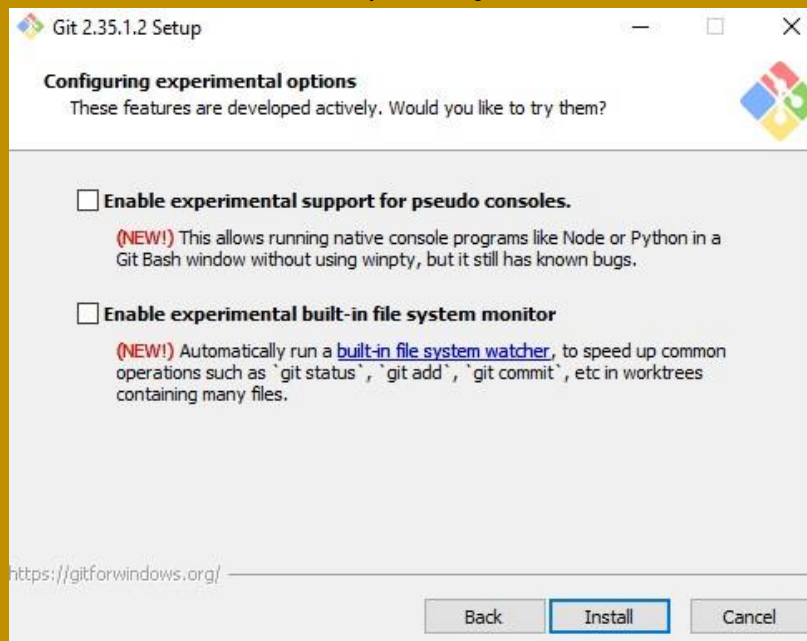 Git 2.35.1.2 Setup
Configuring experimental options
These features are developed actively. Would you like to try them?
Enable experimental support for pseudo consoles.
(NEW!) This allows running native console programs like Node or Python in a
Git Bash window without using winpty, but it still has known bugs.
Enable experimental built-in file system monitor
(NEW!) Automatically run a built-in file system watcher, to speed up common
operations such as `git status`, `git add`, `git commit`, etc in worktrees
containing many files.
https://gitforwindows.org/
Back
Install
Cancel